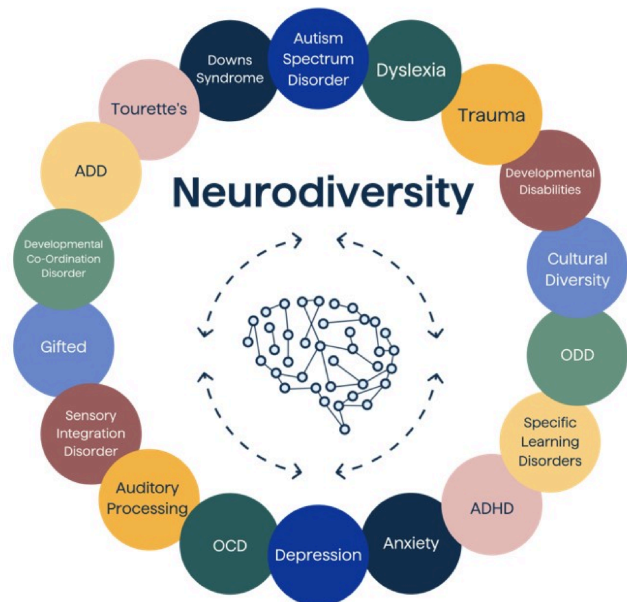 Neurodiversity
Autism
Spectrum
Disorder
Dyslexia
Trauma
Developmental
Disabilities
Cultural
Diversity
ODD
Specific
Learning
Disorders
ADHD
Anxiety
Depression
OCD
Auditory
Processing
Sensory
Integration
Disorder
Gifted
Developmental
Co-Ordination
Disorder
ADD
Tourette's
Downs
Syndrome